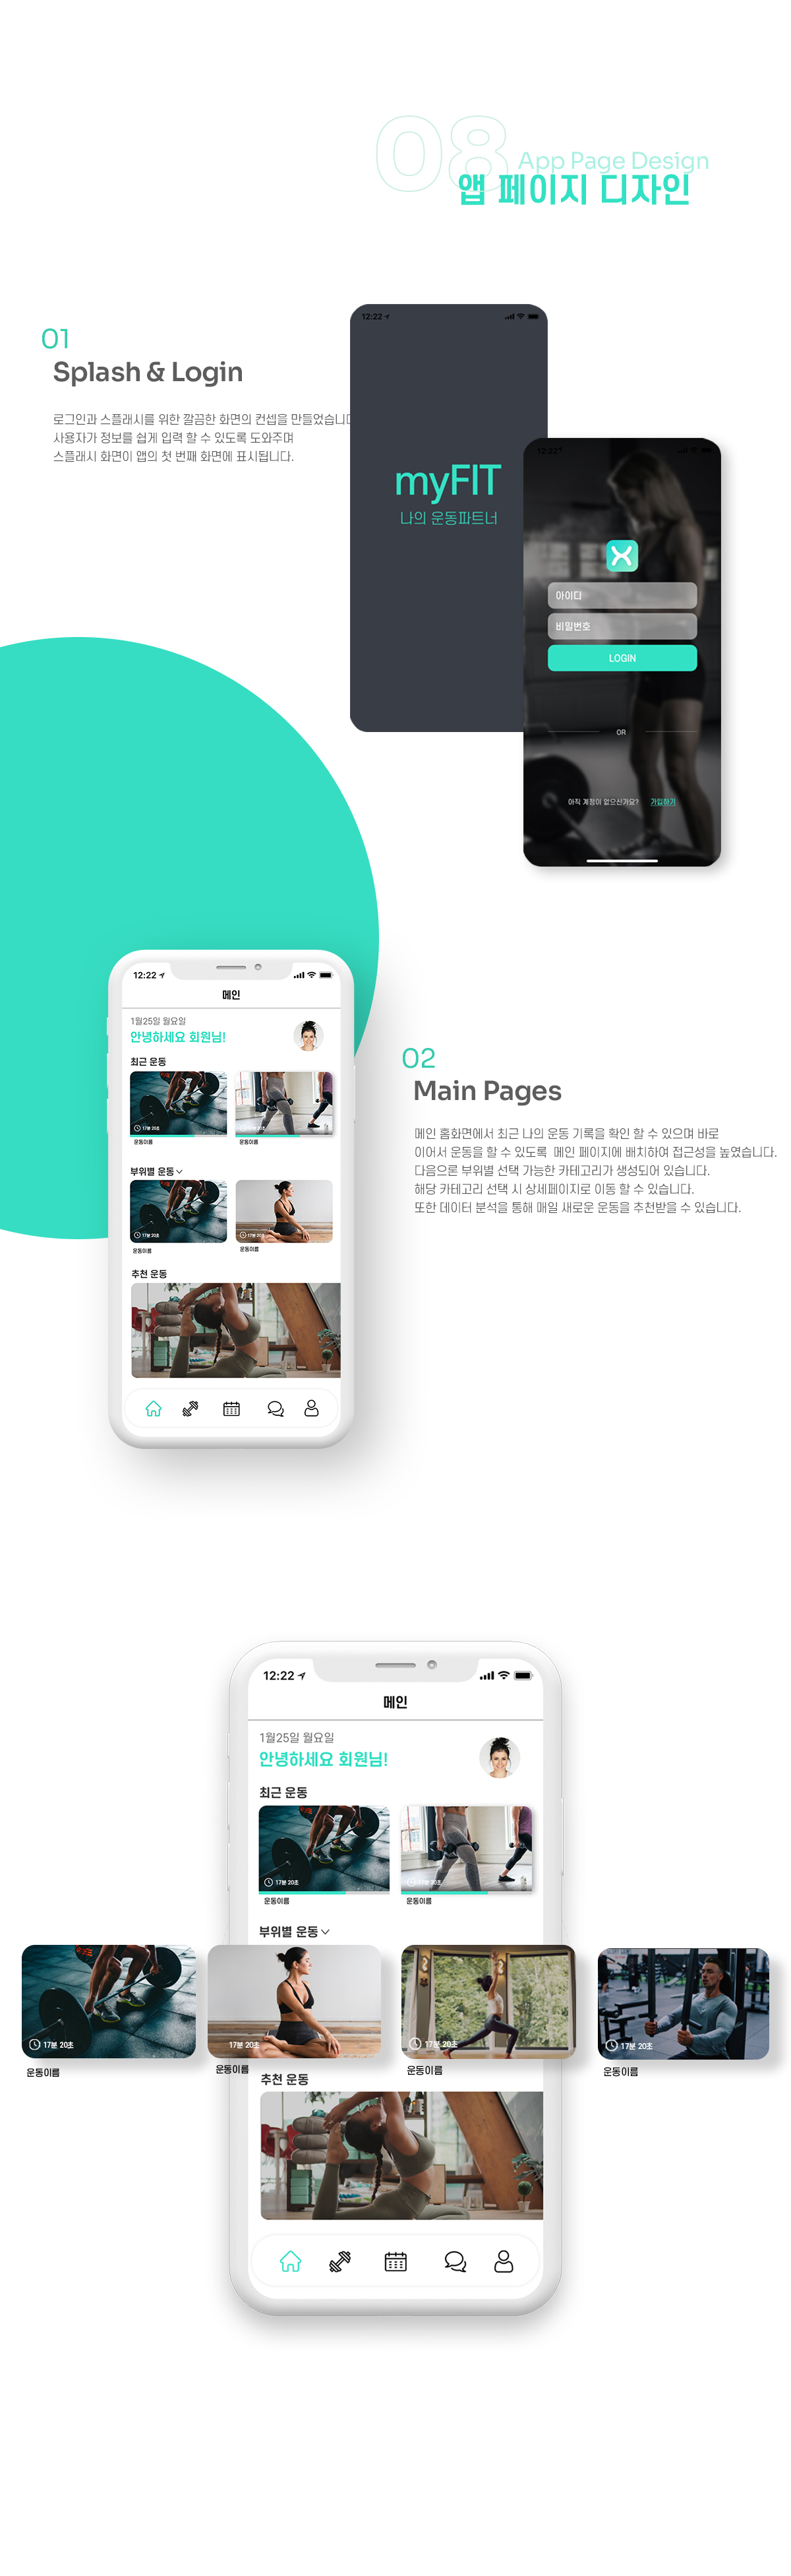 08
App Page Design
앱 페이지 디자인
01
Splash & Login
로그인과 스플래시를 위한 깔끔한 화면의 컨셉을 만들었습니
사용자가 정보를 쉽게 입력 할 수 있도록 도와주며
스플래시 화면이 앱의 첫 번째 화면에 표시됩니다.
12:22
myFIT
나의 운동파트너
12:22
아이디
비밀번호
LOGIN
OR
아직 계정이 없으신가요? 가입하기
12:22
메인
1월25일 월요일
안녕하세요 회원님!
최근 운동
17분 20초
17분 20초
운동이름
운동이름
부위별 운동
17분 20초
17분 20초
운동이름
운동이름
추천 운동
02
Main Pages
메인 홈화면에서 최근 나의 운동 기록을 확인 할 수 있으며 바로
이어서 운동을 할 수 있도록 메인 페이지에 배치하여 접근성을 높였습니다.
다음으론 부위별 선택 가능한 카테고리가 생성되어 있습니다.
해당 카테고리 선택 시 상세페이지로 이동 할 수 있습니다.
또한 데이터 분석을 통해 매일 새로운 운동을 추천받을 수 있습니다.
12:22
메인
1월25일 월요일
안녕하세요 회원님!
최근 운동
17분 20초
17분 20초
운동이름
운동이름
부위별 운동
17분 20초
17분 20초
17분 20초
17분 20초
운동이름
운동이름
운동이름
운동이름
추천 운동